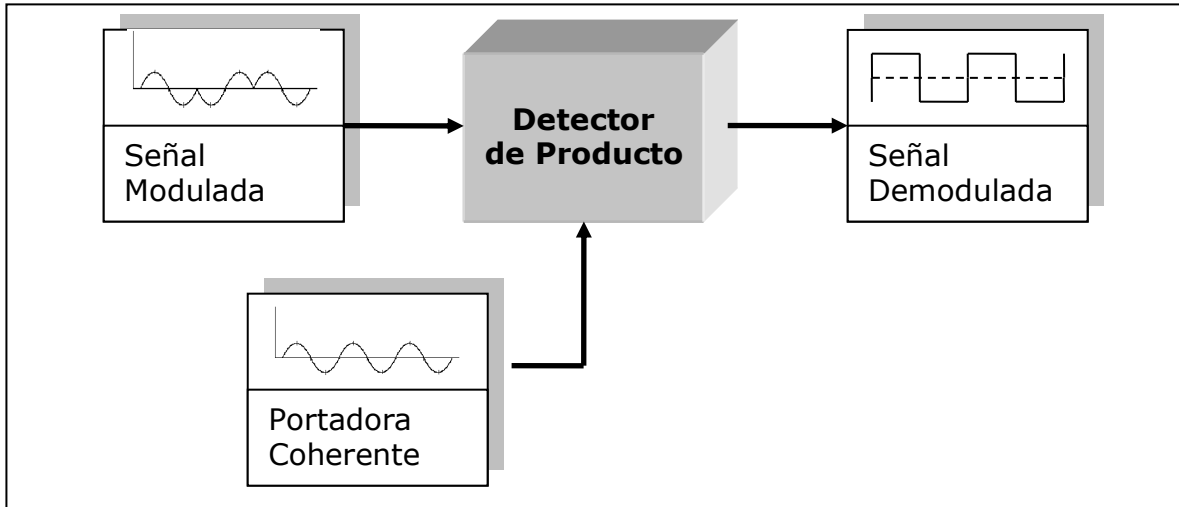 Señal
Modulada
Detector
de Producto
Señal
Demodulada
Portadora
Coherente